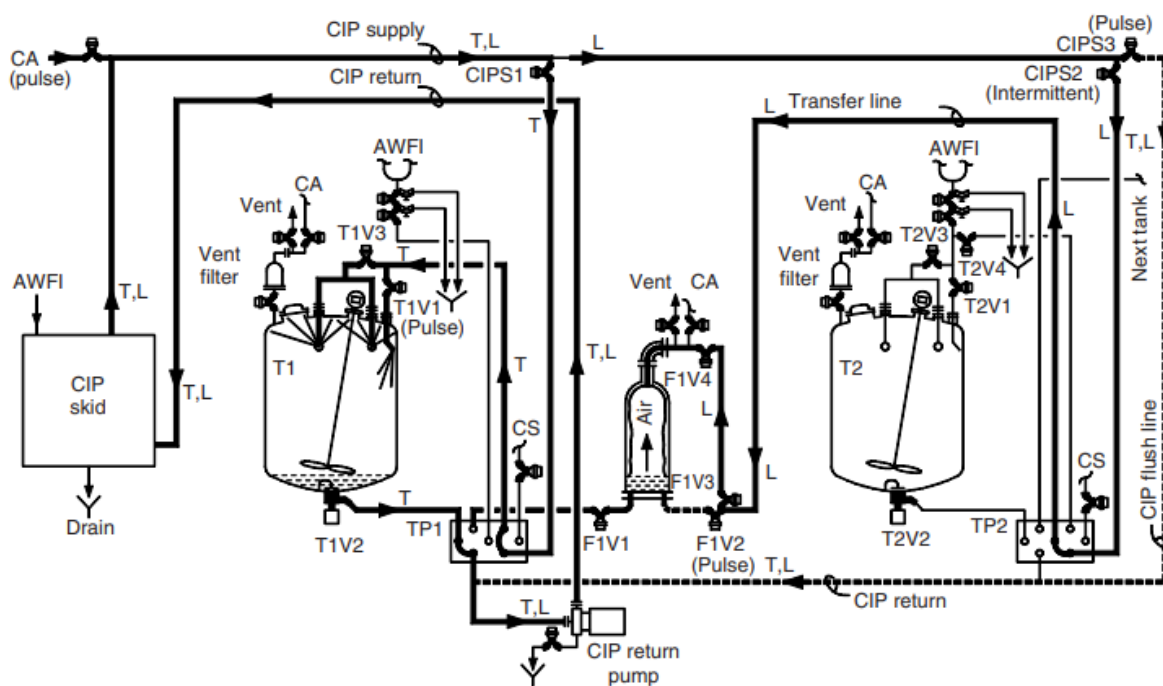 CA
(pulse)
CIP supply
T,L
L
(Pulse)
CIPS3
CIP return
CIPS1
CIPS2
(Intermittent)
T
Transfer line
L
L
T,L
AWFI
AWFI
Vent
CA
T1V3
T
Vent
CA
T2V3
T2V4
L
Next tank
Vent
filter
T1V1
(Pulse)
Vent
filter
T2V1
AWFI
T,L
Vent
CA
CIP
skid
T,L
T1
T
T,L
F1V4
Air
L
T2
L
CS
F1V3
CS
CIP flush line
Drain
T
T1V2
TP1
F1V1
F1V2
(Pulse)
T2V2
TP2
T,L
T,L
CIP return
CIP return
pump